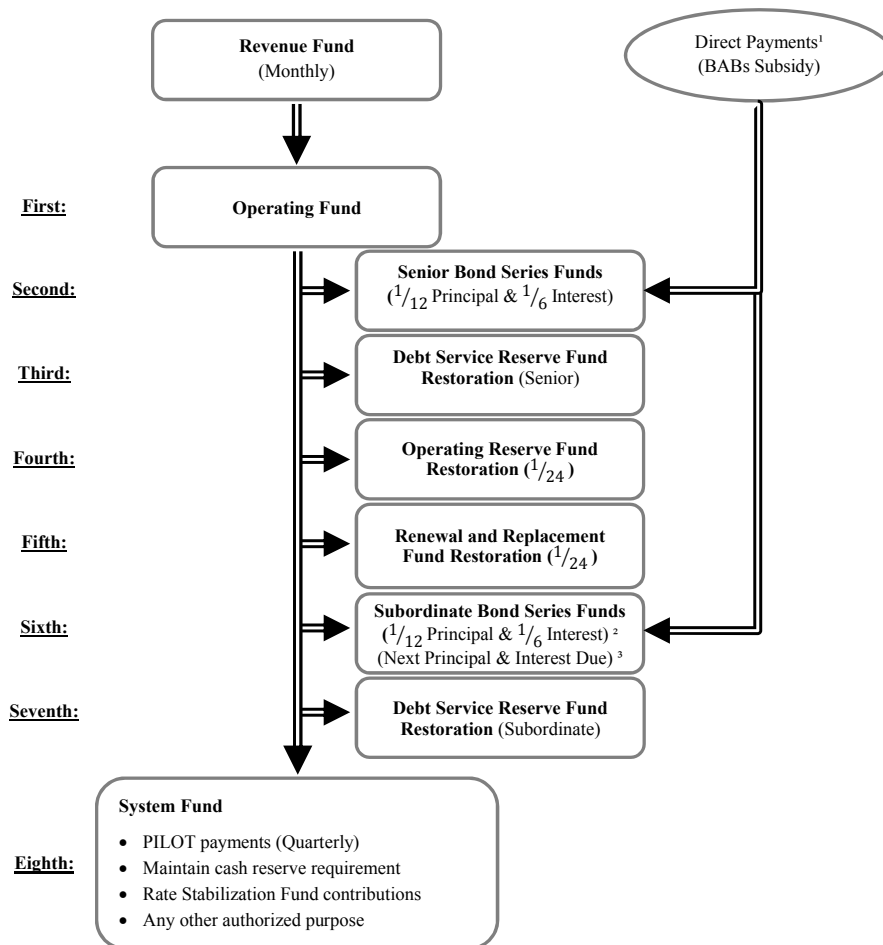 Revenue Fund
(Monthly)
Direct Payments¹
(BABs Subsidy)
First:
Operating Fund
Second:
Senior Bond Series Funds
(1/12 Principal & 1/6 Interest)
Third:
Debt Service Reserve Fund
Restoration (Senior)
Fourth:
Operating Reserve Fund
Restoration (1/24)
Fifth:
Renewal and Replacement
Fund Restoration (1/24)
Sixth:
Subordinate Bond Series Funds
(1/12 Principal & 1/6 Interest) ²
(Next Principal & Interest Due) ³
Seventh:
Debt Service Reserve Fund
Restoration (Subordinate)
Eighth:
System Fund
• PILOT payments (Quarterly)
• Maintain cash reserve requirement
• Rate Stabilization Fund contributions
• Any other authorized purpose